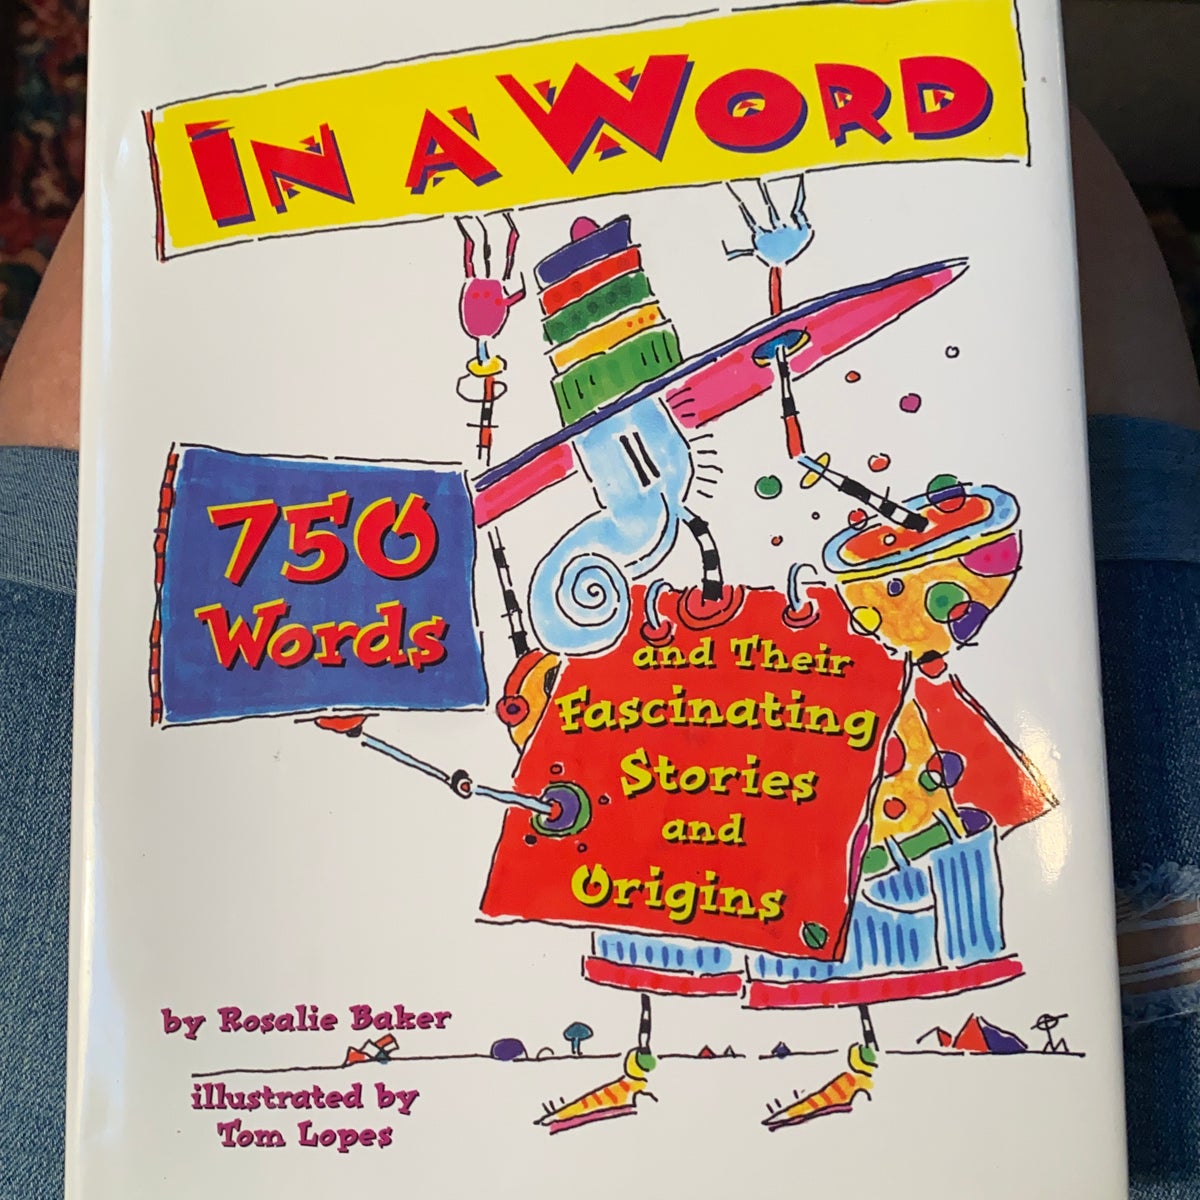 IN A WORD
750
Words
and Their
Fascinating
Stories
and
Origins
by Rosalie Baker
illustrated by
Tom Lopes